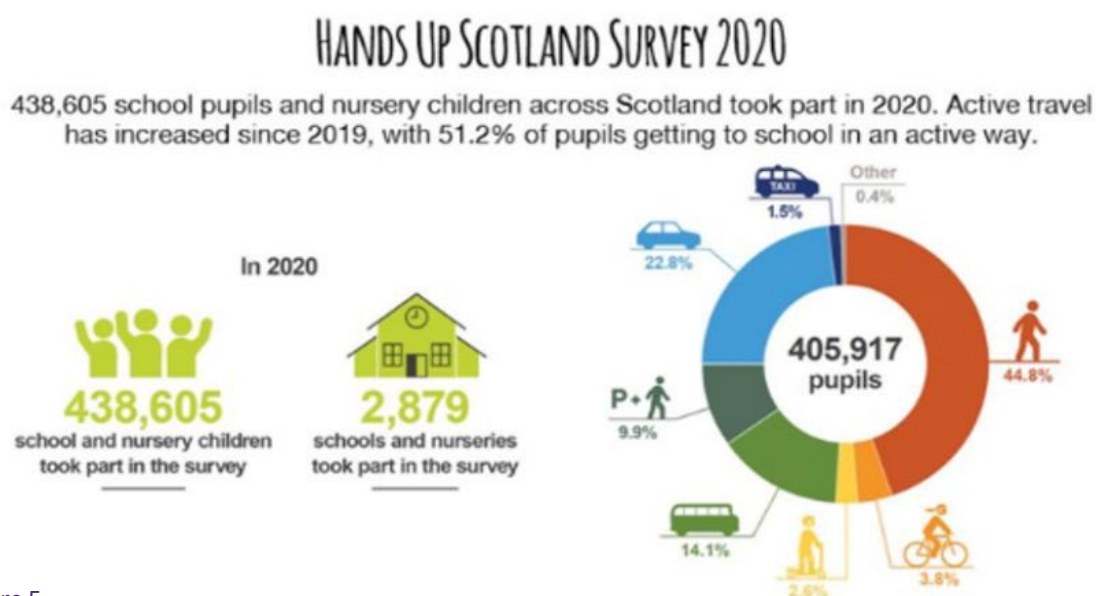 HANDS UP SCOTLAND SURVEY 2020
438,605 school pupils and nursery children across Scotland took part in 2020. Active travel
has increased since 2019, with 51.2% of pupils getting to school in an active way.
In 2020
438,605
school and nursery children
took part in the survey
2,879
schools and nurseries
took part in the survey
TAXI
1.5%
Other
0.4%
22.8%
405,917
pupils
44.8%
P+
9.9%
14.1%
2.6%
3.8%